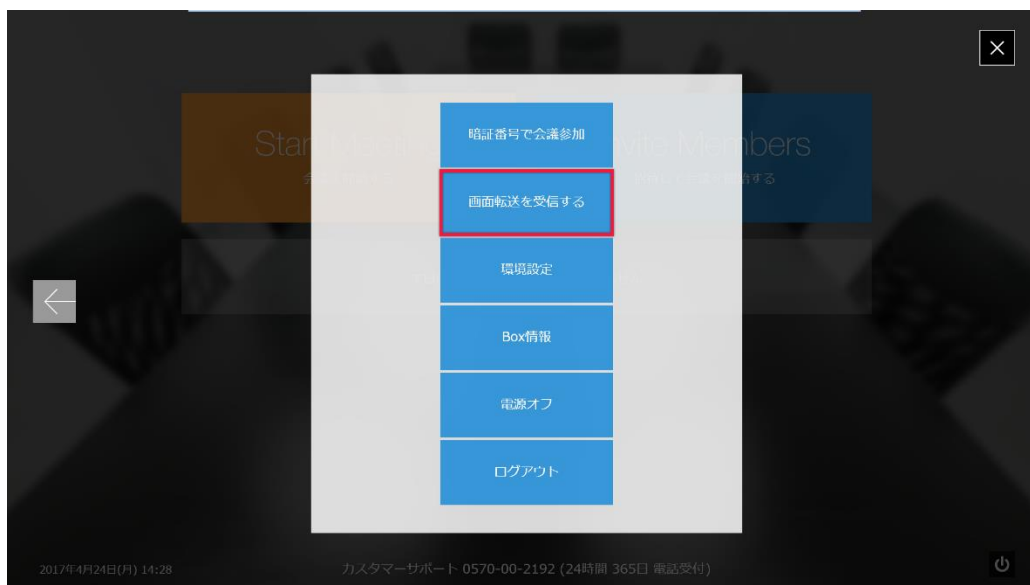 暗証番号で会議参加
Invite Members
画面転送を受信する
環境設定
Box情報
電源オフ
ログアウト
2017年4月24日(月) 14:28
カスタマーサポート 0570-00-2192 (24時間 365日 電話受付)